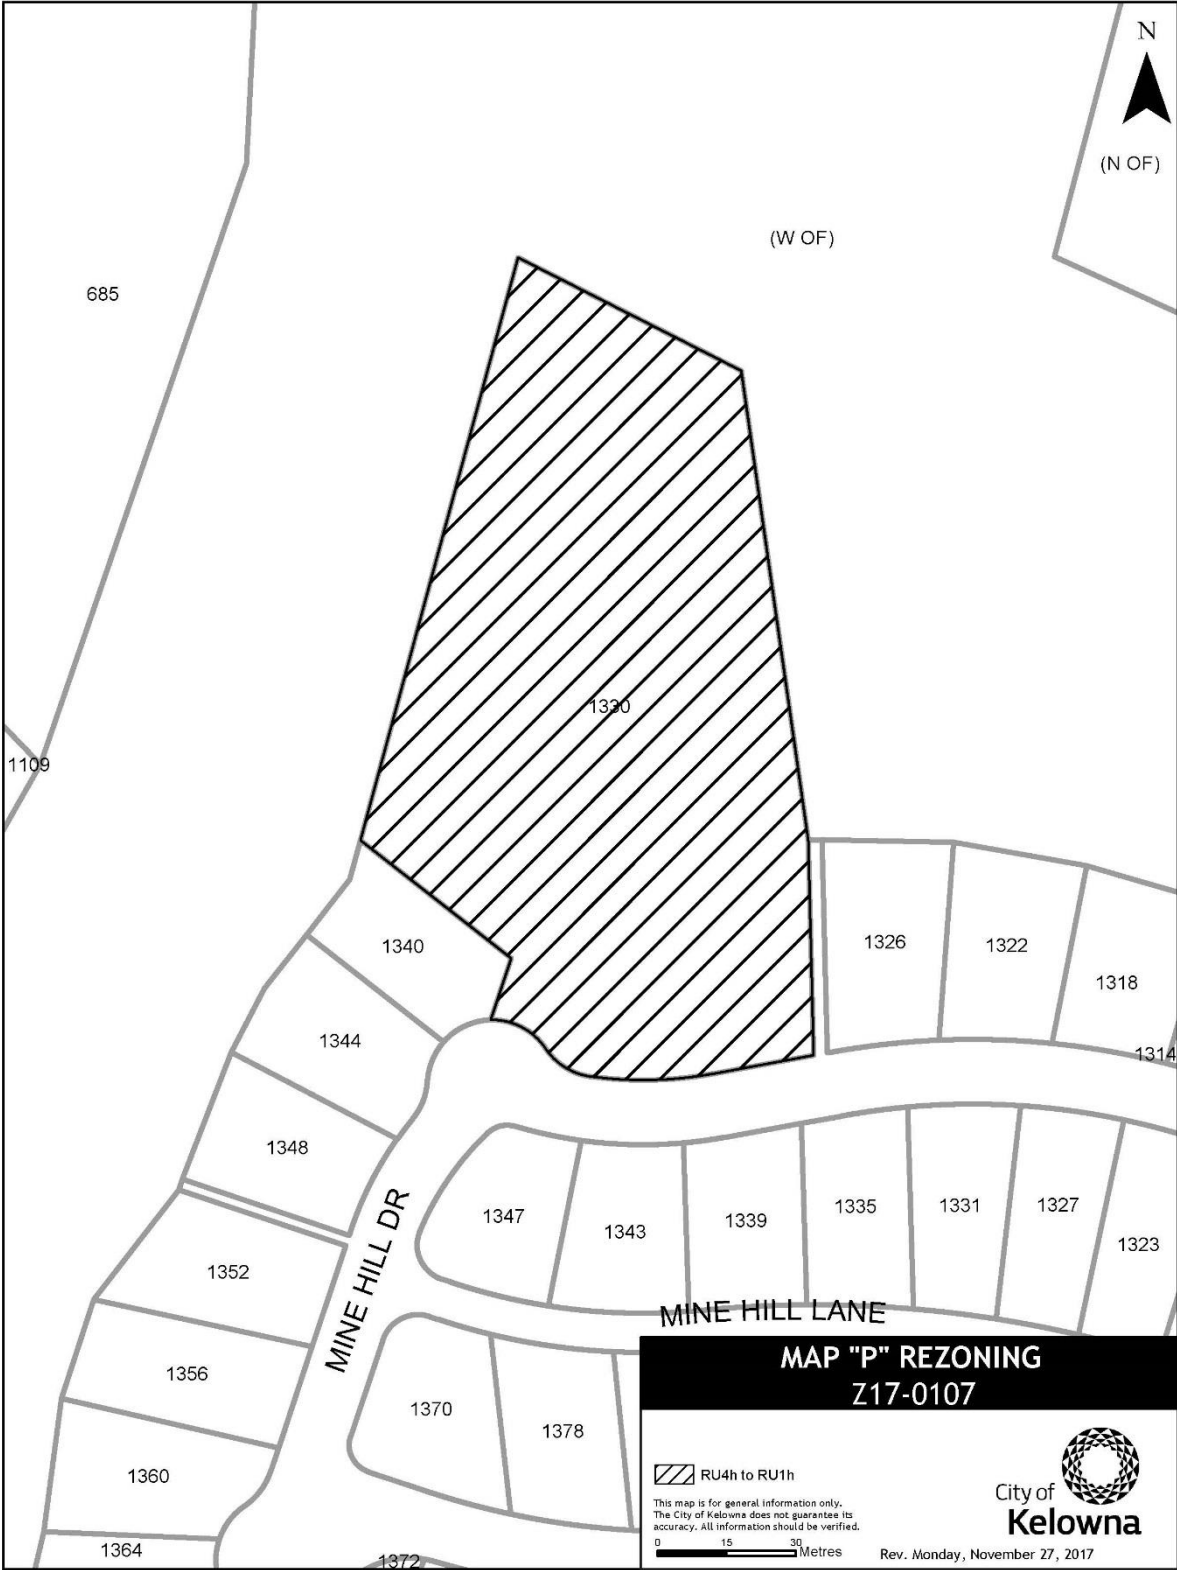 N
(N OF)
(W OF)
685
1330
1109
1340
1326
1322
1318
1344
1314
1348
1347
1343
1339
1335
1331
1327
1323
MINE HILL DR
1352
MINE HILL LANE
1356
1370
1378
1360
1364
1372
MAP "P" REZONING
Z17-0107
RU4h to RU1h
This map is for general information only.
The City of Kelowna does not guarantee its
accuracy. All information should be verified.
0 15 30
Metres
City of
Kelowna
Rev. Monday, November 27, 2017